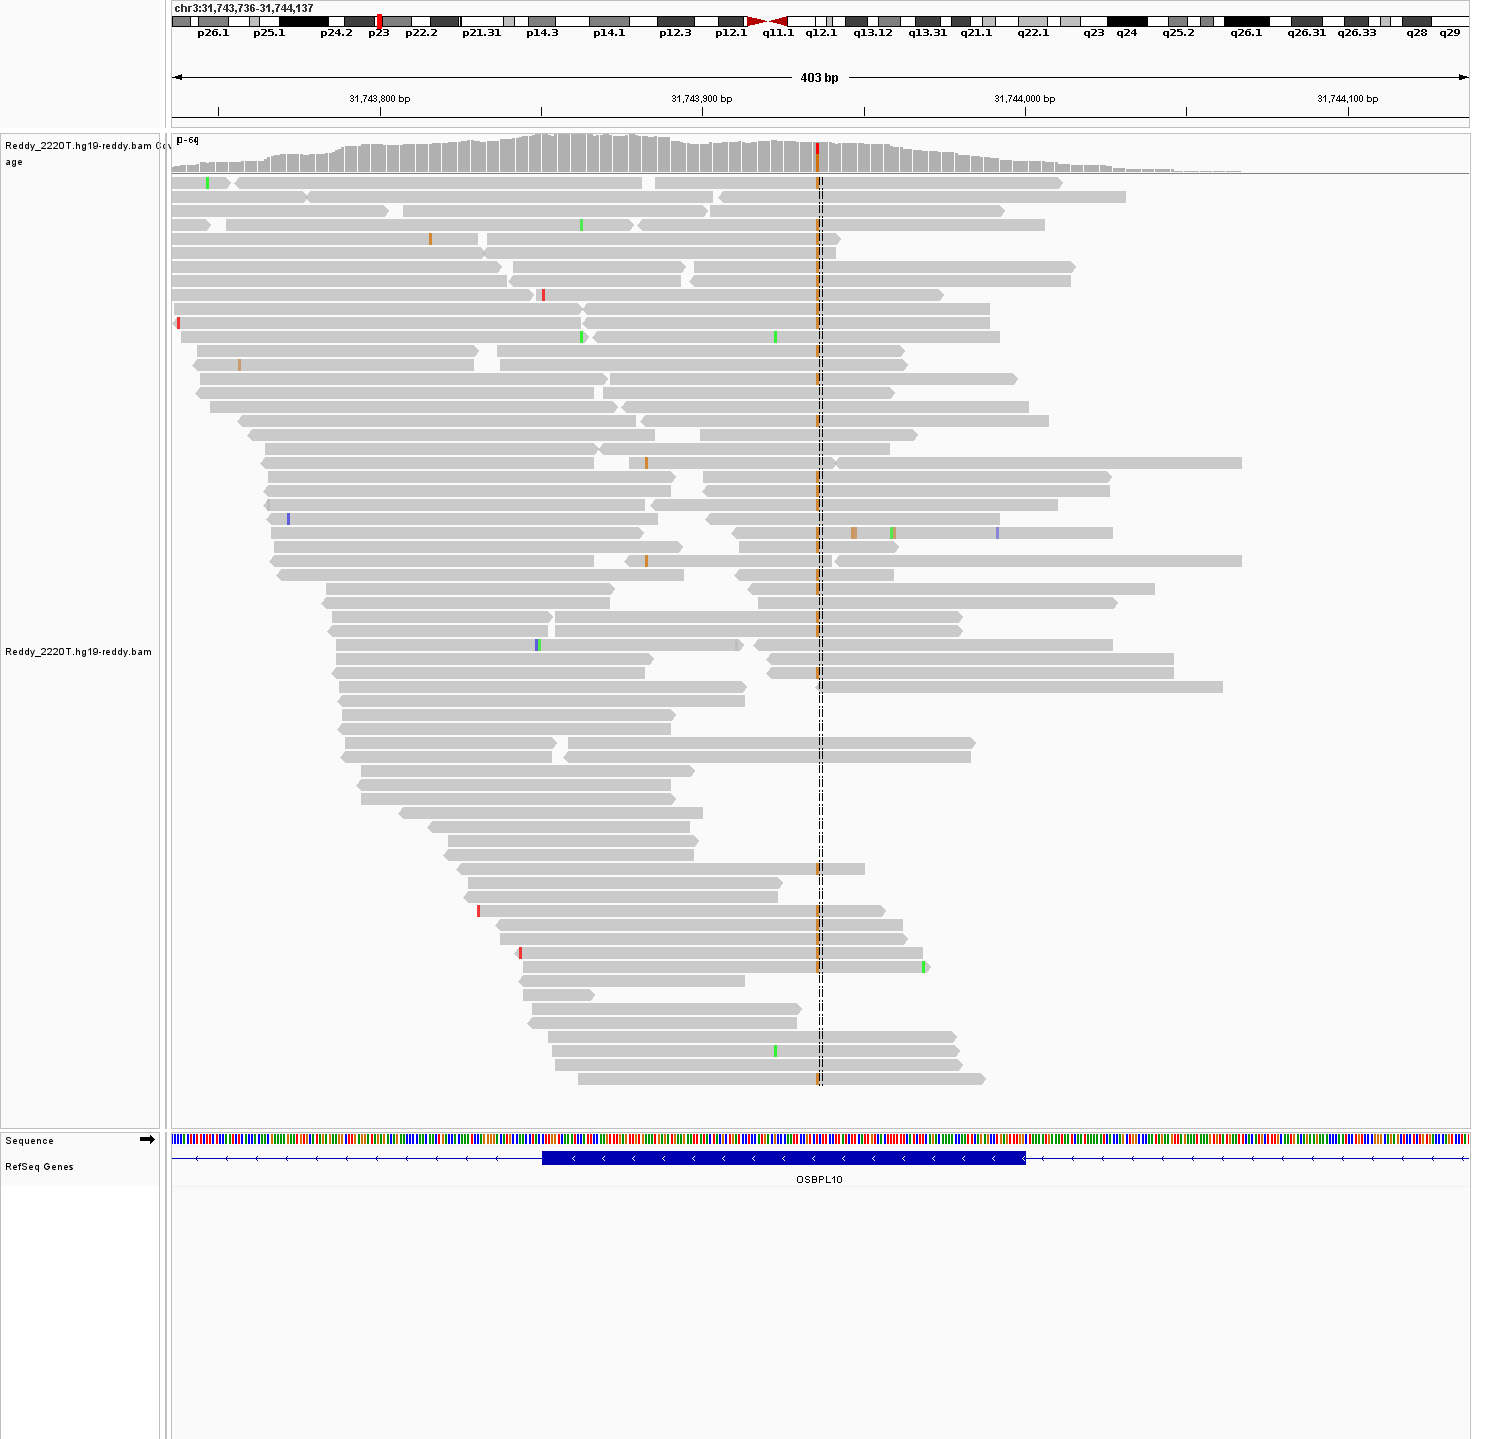 chr3:31,743,736-31,744,137
p26.1 p25.1 p24.2 p23 p22.2 p21.31 p14.3 p14.1 p12.3 p12.1 q11.1 q12.1 q13.12 q13.31 q21.1 q22.1 q23 q24 q25.2 q26.1 q26.31 q26.33 q28 q29
403 bp
31,743,800 bp 31,743,900 bp 31,744,000 bp 31,744,100 bp
[0-64]
Reddy_2220T.hg19-reddy.bam Cov
age
Reddy_2220T.hg19-reddy.bam
Sequence
RefSeq Genes
OSBPL10